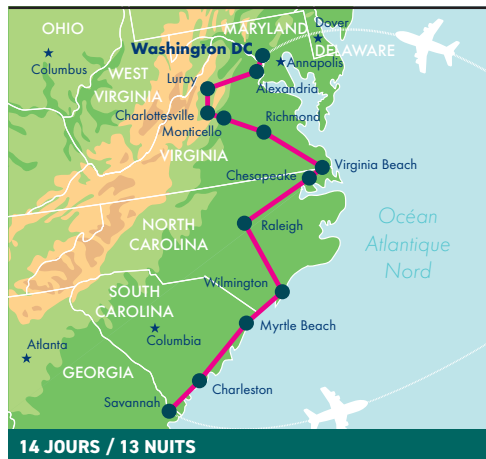 OHIO
Columbus
MARYLAND
Dover
Washington DC
DELAWARE
Annapolis
WEST
VIRGINIA
Luray
Alexandria
Charlottesville
Monticello
Richmond
VIRGINIA
Virginia Beach
Chesapeake
NORTH
CAROLINA
Raleigh
Océan
Atlantique
Nord
Wilmington
SOUTH
CAROLINA
Columbia
Myrtle Beach
Atlanta
GEORGIA
Charleston
Savannah
14 JOURS / 13 NUITS